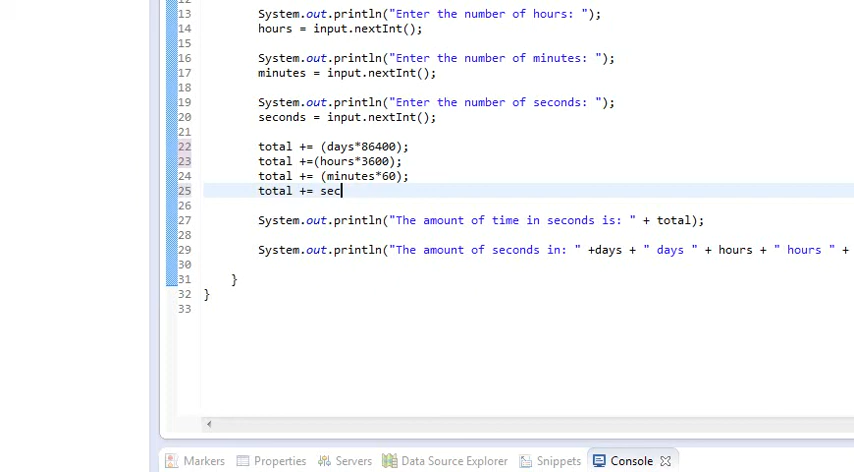 13 System.out.println("Enter the number of hours: ");
14 hours = input.nextInt();
15
16 System.out.println("Enter the number of minutes: ");
17 minutes = input.nextInt();
18
19 System.out.println("Enter the number of seconds: ");
20 seconds = input.nextInt();
21
22 total += (days*86400);
23 total +=(hours*3600);
24 total += (minutes*60);
25 total += sec
26
27 System.out.println("The amount of time in seconds is: " + total);
28
29 System.out.println("The amount of seconds in: " +days + " days " + hours + " hours " +
30
31 }
32 }
33
Markers Properties Servers Data Source Explorer Snippets Console